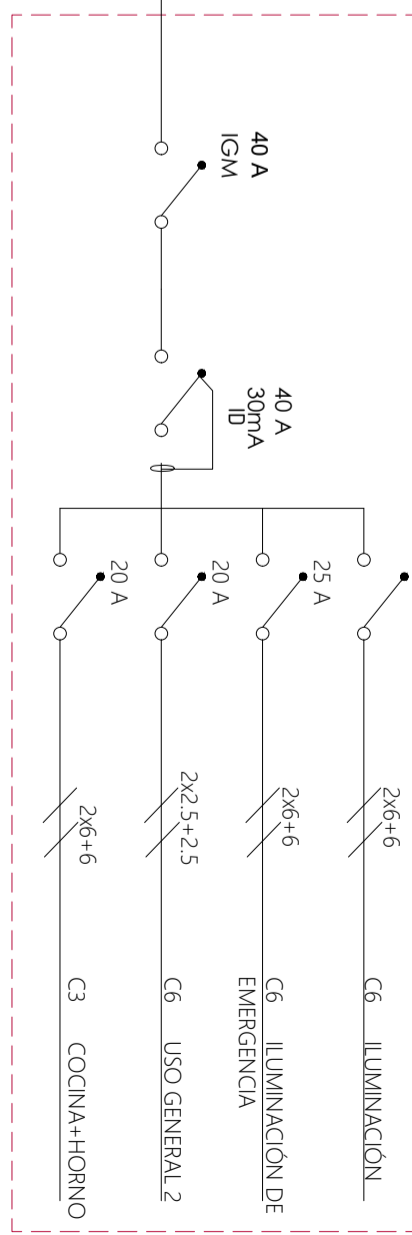 40 A
IGM
40 A
30mA
ID
20 A
20 A
25 A
2x6+6
2x2.5+2.5
2x6+6
2x6+6
C3 COCINA+HORNO
C6 USO GENERAL 2
C6 ILUMINACIÓN DE
EMERGENCIA
C6 ILUMINACIÓN